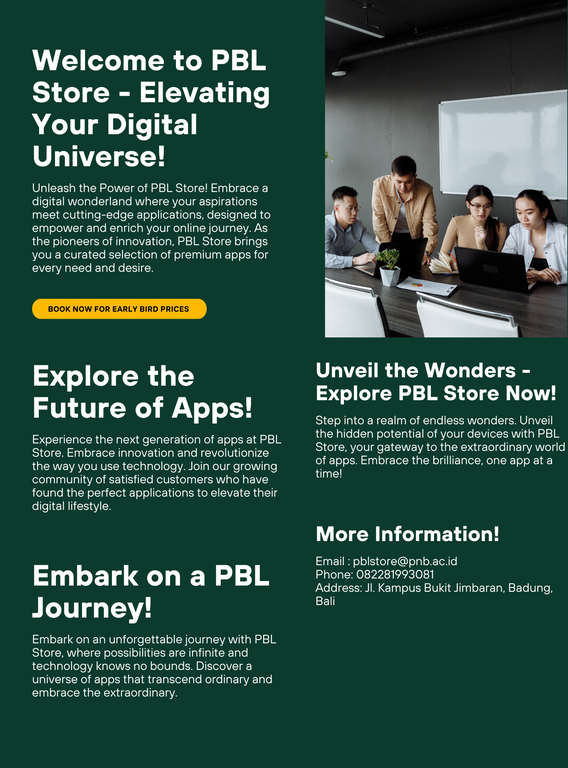 Welcome to PBL
Store - Elevating
Your Digital
Universe!
Unleash the Power of PBL Store! Embrace a
digital wonderland where your aspirations
meet cutting-edge applications, designed to
empower and enrich your online journey. As
the pioneers of innovation, PBL Store brings
you a curated selection of premium apps for
every need and desire.
BOOK NOW FOR EARLY BIRD PRICES
Explore the
Future of Apps!
Experience the next generation of apps at PBL
Store. Embrace innovation and revolutionize
the way you use technology. Join our growing
community of satisfied customers who have
found the perfect applications to elevate their
digital lifestyle.
Embark on a PBL
Journey!
Embark on an unforgettable journey with PBL
Store, where possibilities are infinite and
technology knows no bounds. Discover a
universe of apps that transcend ordinary and
embrace the extraordinary.
Unveil the Wonders -
Explore PBL Store Now!
Step into a realm of endless wonders. Unveil
the hidden potential of your devices with PBL
Store, your gateway to the extraordinary world
of apps. Embrace the brilliance, one app at a
time!
More Information!
Email : pblstore@pnb.ac.id
Phone: 082281993081
Address: Jl. Kampus Bukit Jimbaran, Badung,
Bali